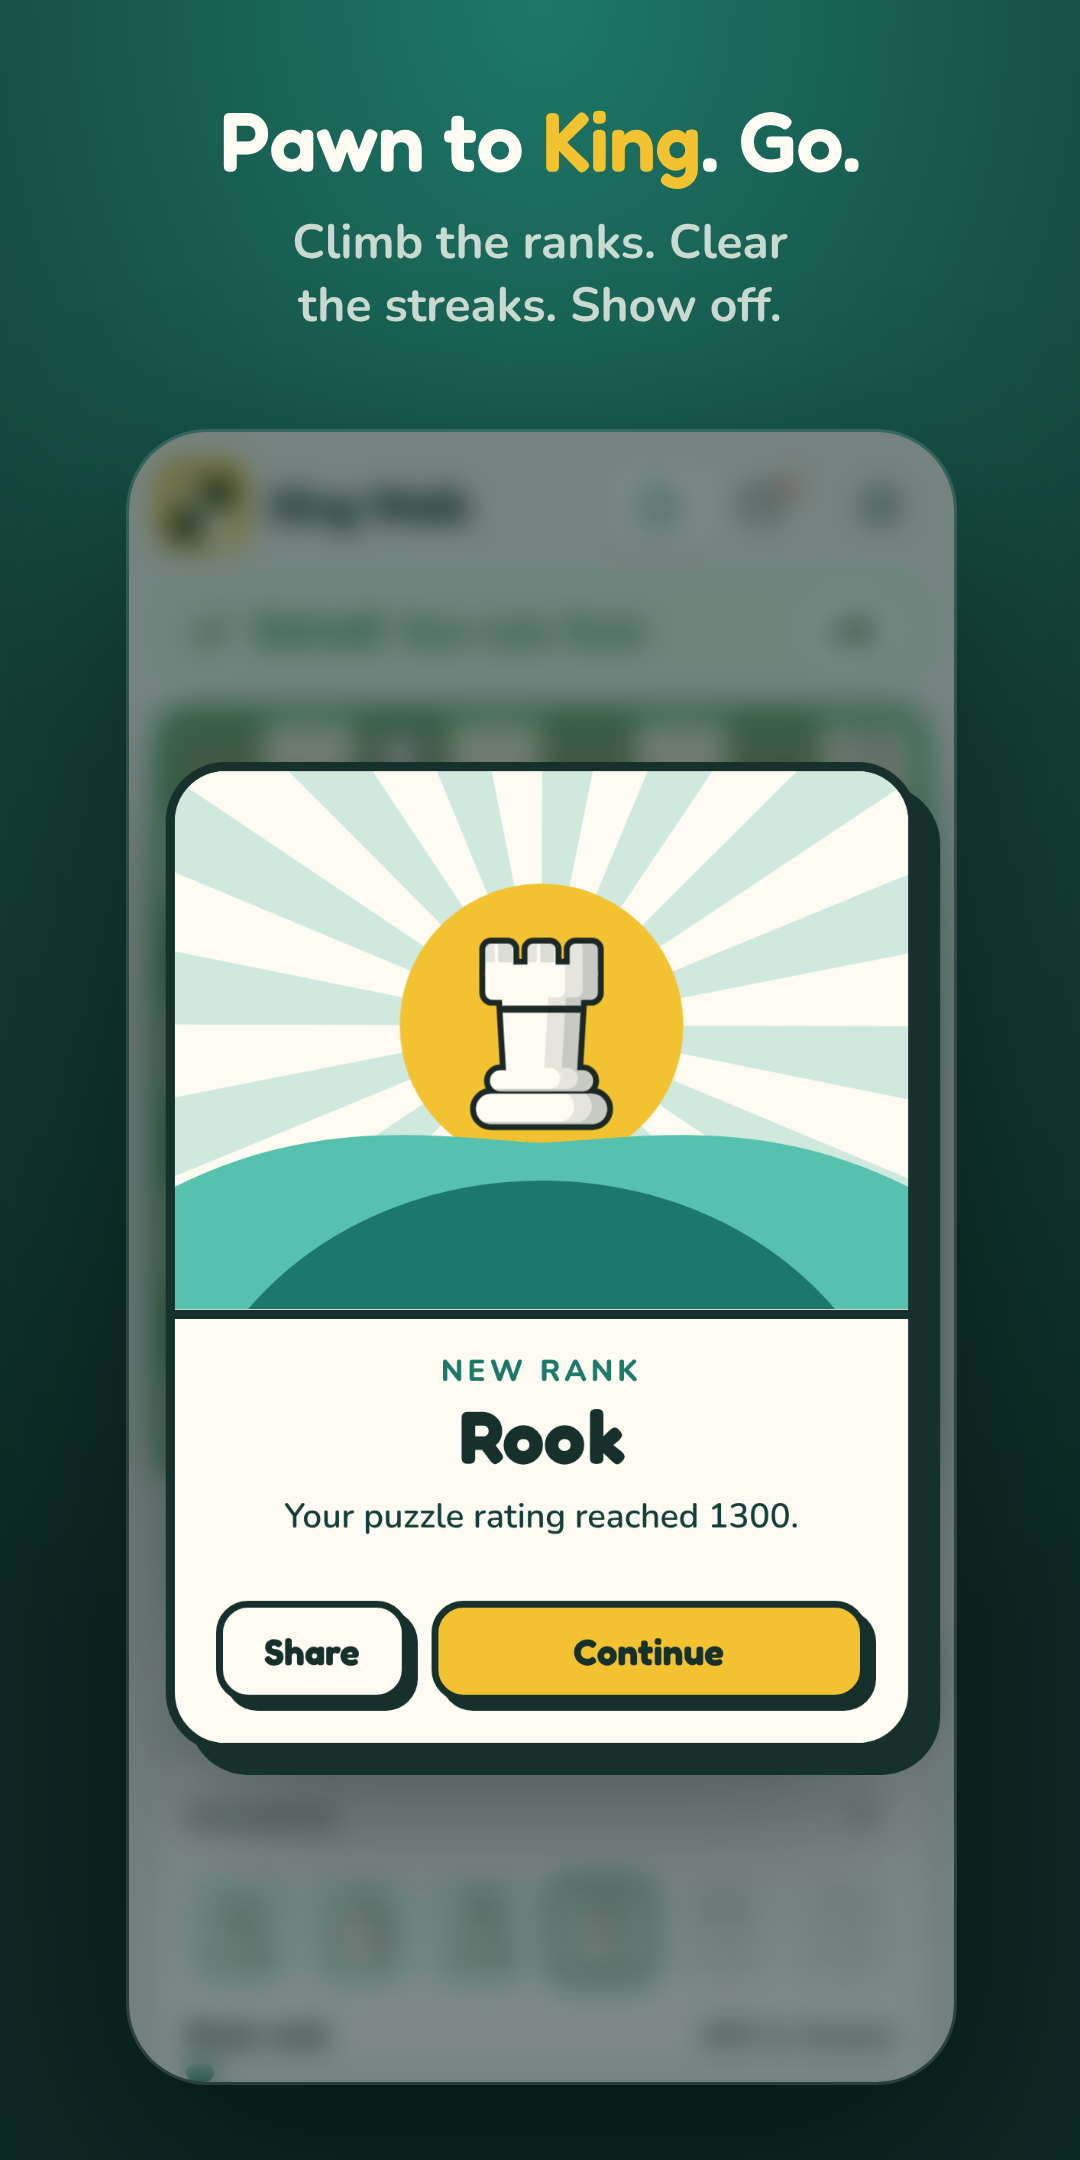 Pawn to King. Go.
Climb the ranks. Clear
the streaks. Show off.
NEW RANK
Rook
Your puzzle rating reached 1300.
Share
Continue